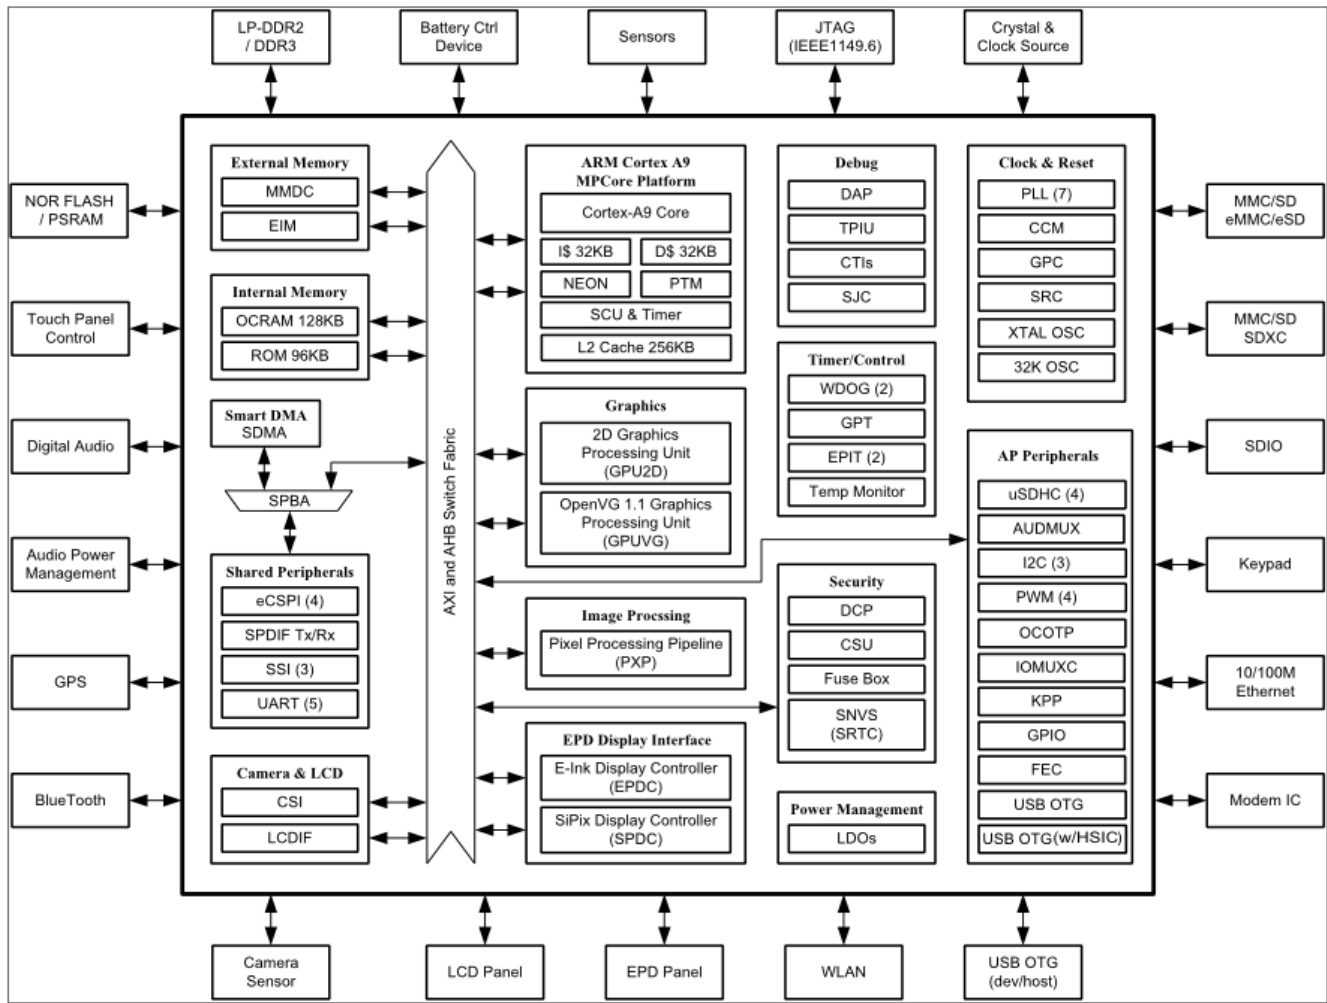 LP-DDR2
/ DDR3
Battery Ctrl
Device
Sensors
JTAG
(IEEE1149.6)
Crystal &
Clock Source
NOR FLASH
/ PSRAM
Touch Panel
Control
Digital Audio
Audio Power
Management
GPS
BlueTooth
External Memory
MMDC
EIM
Internal Memory
OCRAM 128KB
ROM 96KB
Smart DMA
SDMA
SPBA
Shared Peripherals
eCSPI (4)
SPDIF Tx/Rx
SSI (3)
UART (5)
Camera & LCD
CSI
LCDIF
AXI and AHB Switch Fabric
ARM Cortex A9
MPCore Platform
Cortex-A9 Core
I$ 32KB
D$ 32KB
NEON
PTM
SCU & Timer
L2 Cache 256KB
Graphics
2D Graphics
Processing Unit
(GPU2D)
OpenVG 1.1 Graphics
Processing Unit
(GPUVG)
Image Procssing
Pixel Processing Pipeline
(PXP)
EPD Display Interface
E-Ink Display Controller
(EPDC)
SiPix Display Controller
(SPDC)
Debug
DAP
TPIU
CTIs
SJC
Timer/Control
WDOG (2)
GPT
EPIT (2)
Temp Monitor
Security
DCP
CSU
Fuse Box
SNVS
(SRTC)
Power Management
LDOs
Clock & Reset
PLL (7)
CCM
GPC
SRC
XTAL OSC
32K OSC
AP Peripherals
uSDHC (4)
AUDMUX
I2C (3)
PWM (4)
OCOTP
IOMUXC
KPP
GPIO
FEC
USB OTG
USB OTG(w/HSIC)
MMC/SD
eMMC/eSD
MMC/SD
SDXC
SDIO
Keypad
10/100M
Ethernet
Modem IC
Camera
Sensor
LCD Panel
EPD Panel
WLAN
USB OTG
(dev/host)